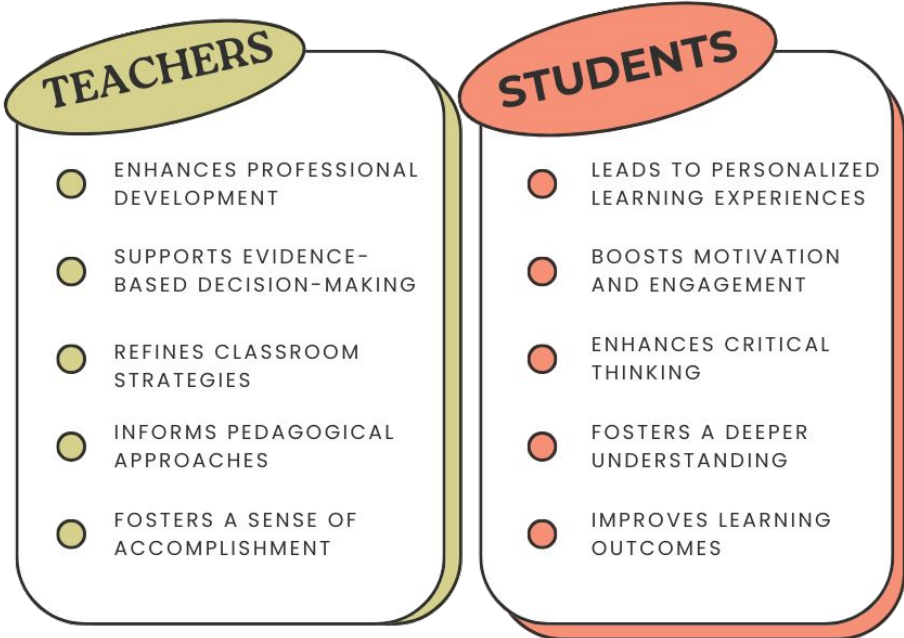 TEACHERS
ENHANCES PROFESSIONAL
DEVELOPMENT
SUPPORTS EVIDENCE-
BASED DECISION-MAKING
REFINES CLASSROOM
STRATEGIES
INFORMS PEDAGOGICAL
APPROACHES
FOSTERS A SENSE OF
ACCOMPLISHMENT
STUDENTS
LEADS TO PERSONALIZED
LEARNING EXPERIENCES
BOOSTS MOTIVATION
AND ENGAGEMENT
ENHANCES CRITICAL
THINKING
FOSTERS A DEEPER
UNDERSTANDING
IMPROVES LEARNING
OUTCOMES